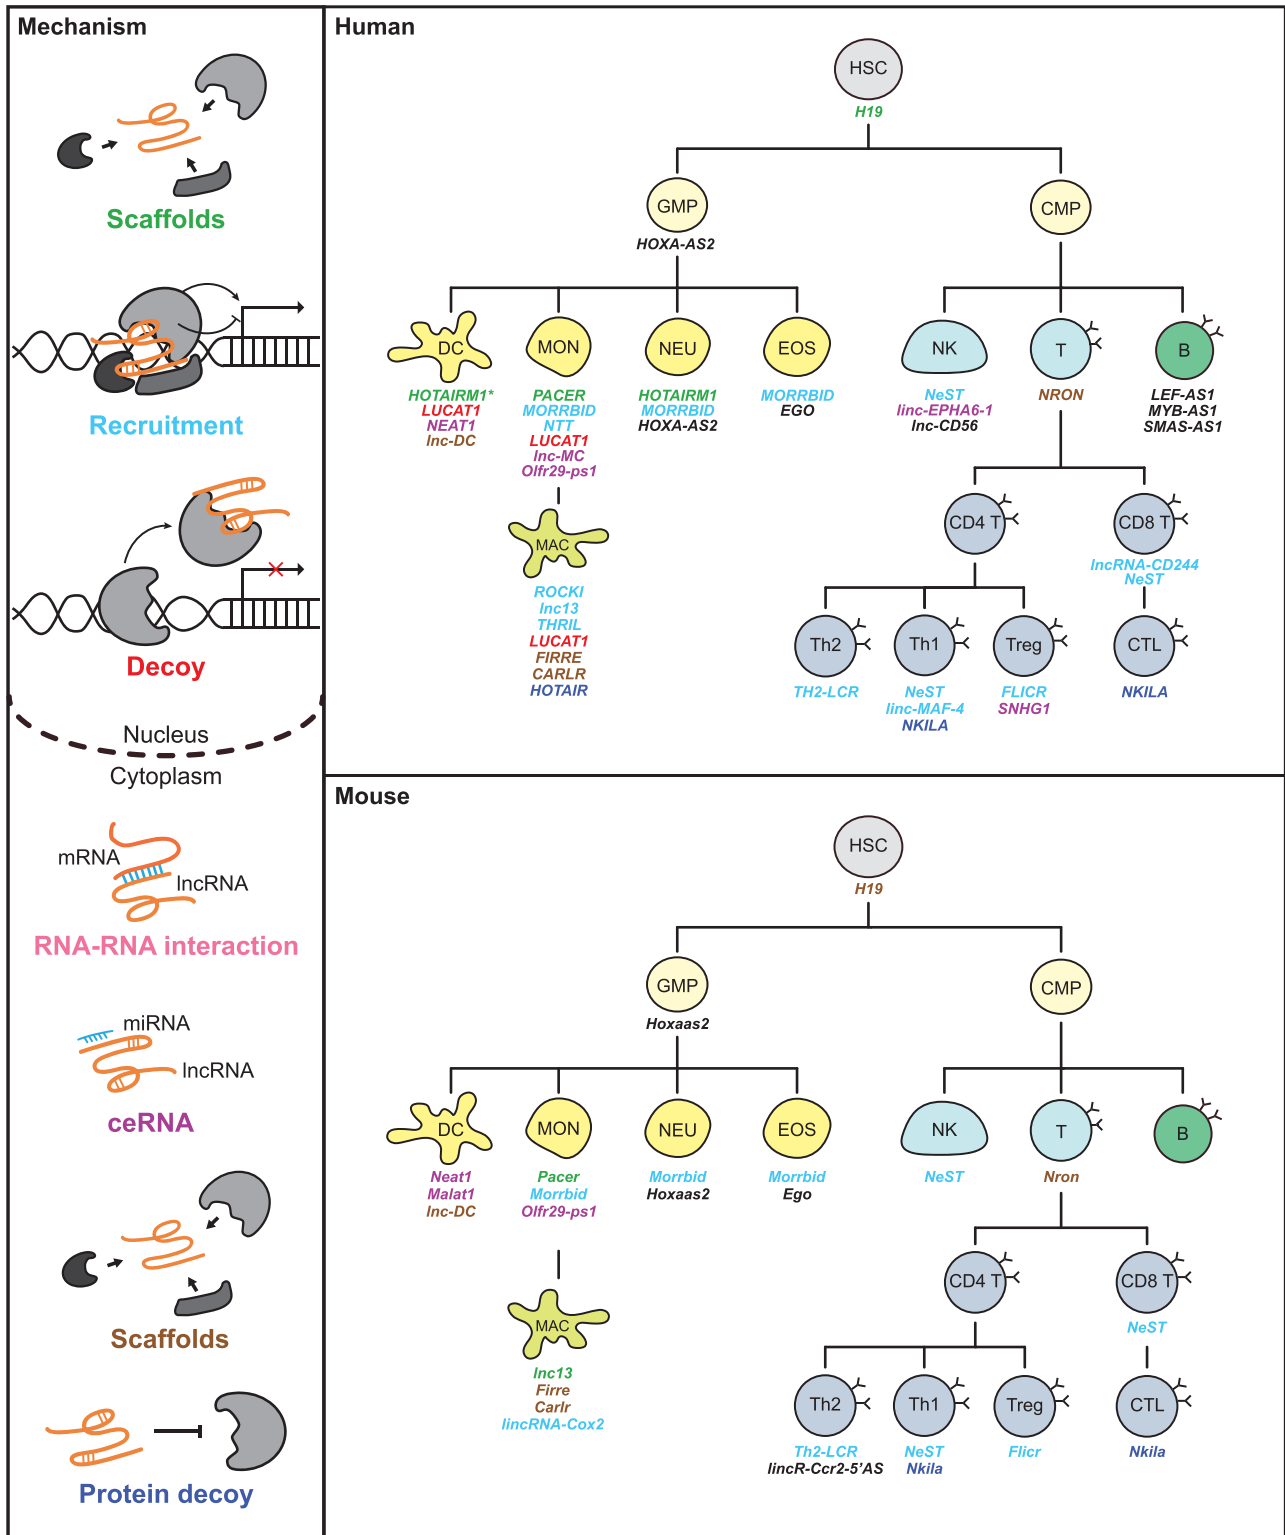 Mechanism
Scaffolds
Recruitment
Decoy
Nucleus
Cytoplasm
mRNA
lncRNA
RNA-RNA interaction
miRNA
lncRNA
ceRNA
Scaffolds
Protein decoy
Human
HSC
H19
GMP
HOXA-AS2
CMP
DC
HOTAIRM1*
LUCAT1
NEAT1
lnc-DC
MON
PACER
MORRBID
NTT
LUCAT1
lnc-MC
Olfr29-ps1
NEU
HOTAIRM1
MORRBID
HOXA-AS2
EOS
MORRBID
EGO
NK
NeST
linc-EPHA6-1
lnc-CD56
T
NRON
B
LEF-AS1
MYB-AS1
SMAS-AS1
MAC
ROCKI
lnc13
THRIL
LUCAT1
FIRRE
CARLR
HOTAIR
CD4 T
CD8 T
lncRNA-CD244
NeST
Th2
TH2-LCR
Th1
NeST
linc-MAF-4
NKILA
Treg
FLICR
SNHG1
CTL
NKILA
Mouse
HSC
H19
GMP
Hoxaas2
CMP
DC
Neat1
Malat1
lnc-DC
MON
Pacer
Morrbid
Olfr29-ps1
NEU
Morrbid
Hoxaas2
EOS
Morrbid
Ego
NK
NeST
T
Nron
B
MAC
lnc13
Firre
Carlr
lincRNA-Cox2
CD4 T
CD8 T
NeST
Th2
Th2-LCR
lincR-Ccr2-5'AS
Th1
NeST
Nkila
Treg
Flicr
CTL
Nkila